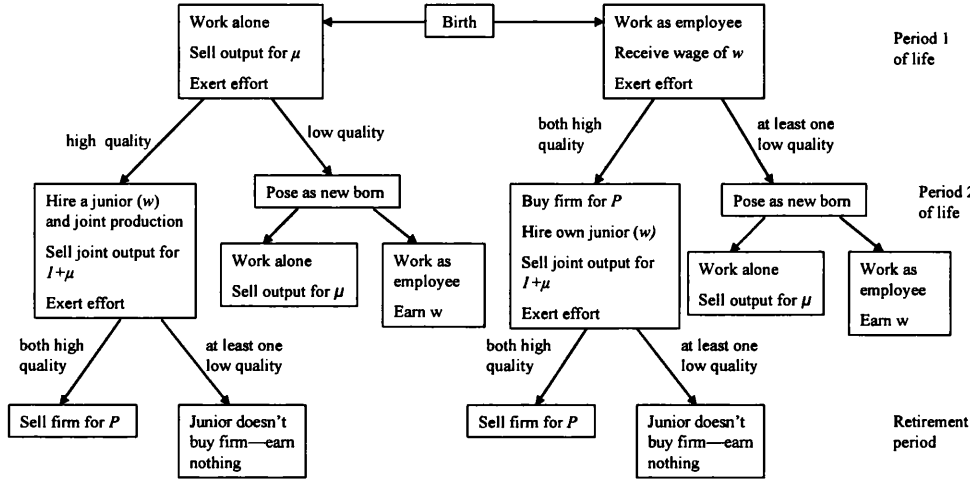 Work alone
Sell output for μ
Exert effort
Birth
Work as employee
Receive wage of w
Exert effort
Period 1
of life
high quality
low quality
both high
quality
at least one
low quality
Hire a junior (w)
and joint production
Sell joint output for
1+μ
Exert effort
Pose as new born
Buy firm for P
Hire own junior (w)
Sell joint output for
1+μ
Exert effort
Pose as new born
Period 2
of life
Work alone
Sell output for μ
Work as
employee
Earn w
Work alone
Sell output for μ
Work as
employee
Earn w
both high
quality
at least one
low quality
both high
quality
at least one
low quality
Sell firm for P
Junior doesn't
buy firm—earn
nothing
Sell firm for P
Junior doesn't
buy firm—earn
nothing
Retirement
period